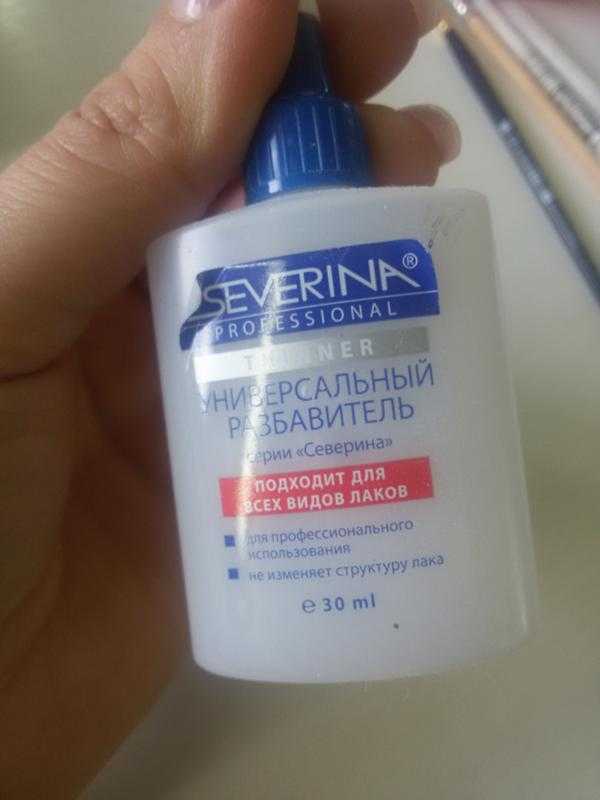 SEVERINA®
PROFESSIONAL
THINNER
УНИВЕРСАЛЬНЫЙ
РАЗБАВИТЕЛЬ
серии «Северина»
ПОДХОДИТ ДЛЯ
ВСЕХ ВИДОВ ЛАКОВ
для профессионального
использования
не изменяет структуру лака
℮ 30 ml